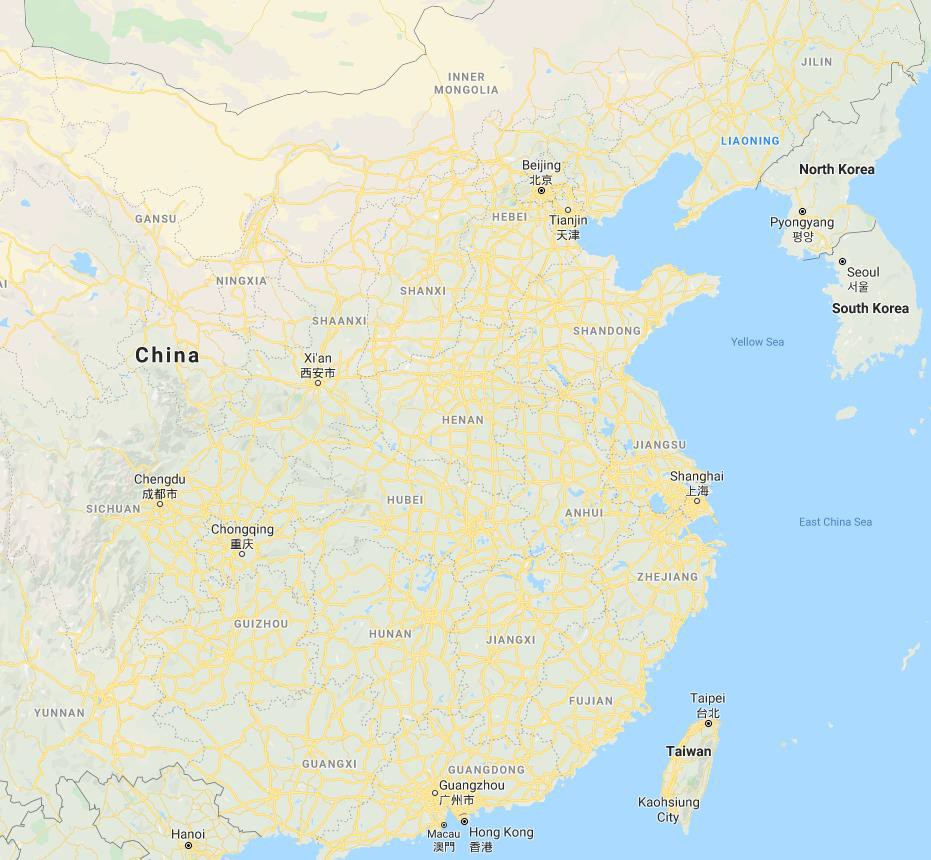 JILIN
INNER
MONGOLIA
LIAONING
Beijing
北京
North Korea
GANSU
HEBEI
Tianjin
天津
Pyongyang
평양
Seoul
서울
NINGXIA
SHANXI
South Korea
SHAANXI
SHANDONG
Yellow Sea
China
Xi'an
西安市
HENAN
JIANGSU
Chengdu
成都市
Shanghai
上海
SICHUAN
HUBEI
ANHUI
East China Sea
Chongqing
重庆
ZHEJIANG
GUIZHOU
HUNAN
JIANGXI
YUNNAN
FUJIAN
Taipei
台北
Taiwan
GUANGXI
GUANGDONG
Guangzhou
广州市
Kaohsiung
City
Hanoi
Macau
澳門
Hong Kong
香港